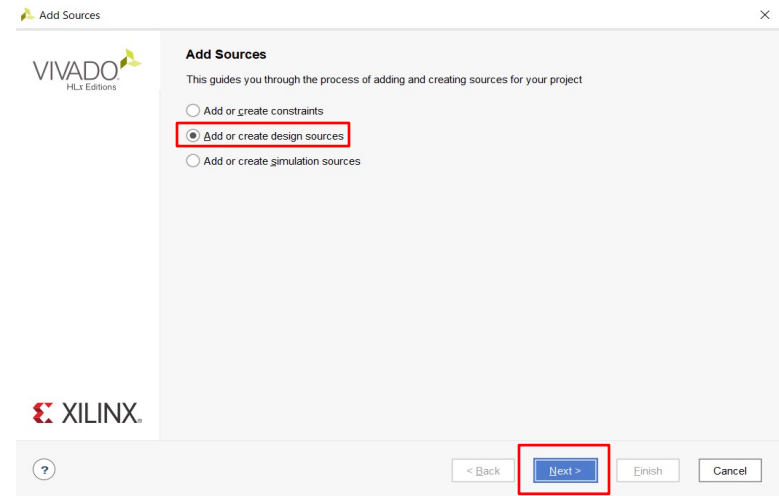 Add Sources
VIVADO
HLx Editions
Add Sources
This guides you through the process of adding and creating sources for your project
Add or create constraints
Add or create design sources
Add or create simulation sources
XILINX.
?
< Back
Next >
Finish
Cancel